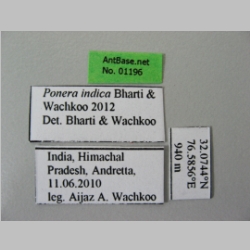 AntBase.net
No. 01196
Ponera indica Bharti &
Wachkoo 2012
Det. Bharti & Wachkoo
India, Himachal
Pradesh, Andretta,
11.06.2010
leg. Aijaz A. Wachkoo
32.0744°N
76.5856°E
940 m